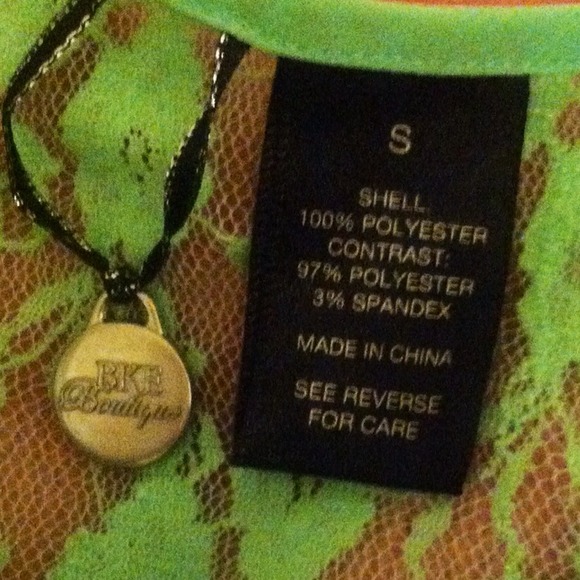 S
SHELL
100% POLYESTER
CONTRAST:
97% POLYESTER
3% SPANDEX
MADE IN CHINA
SEE REVERSE
FOR CARE
BKE
Boutique